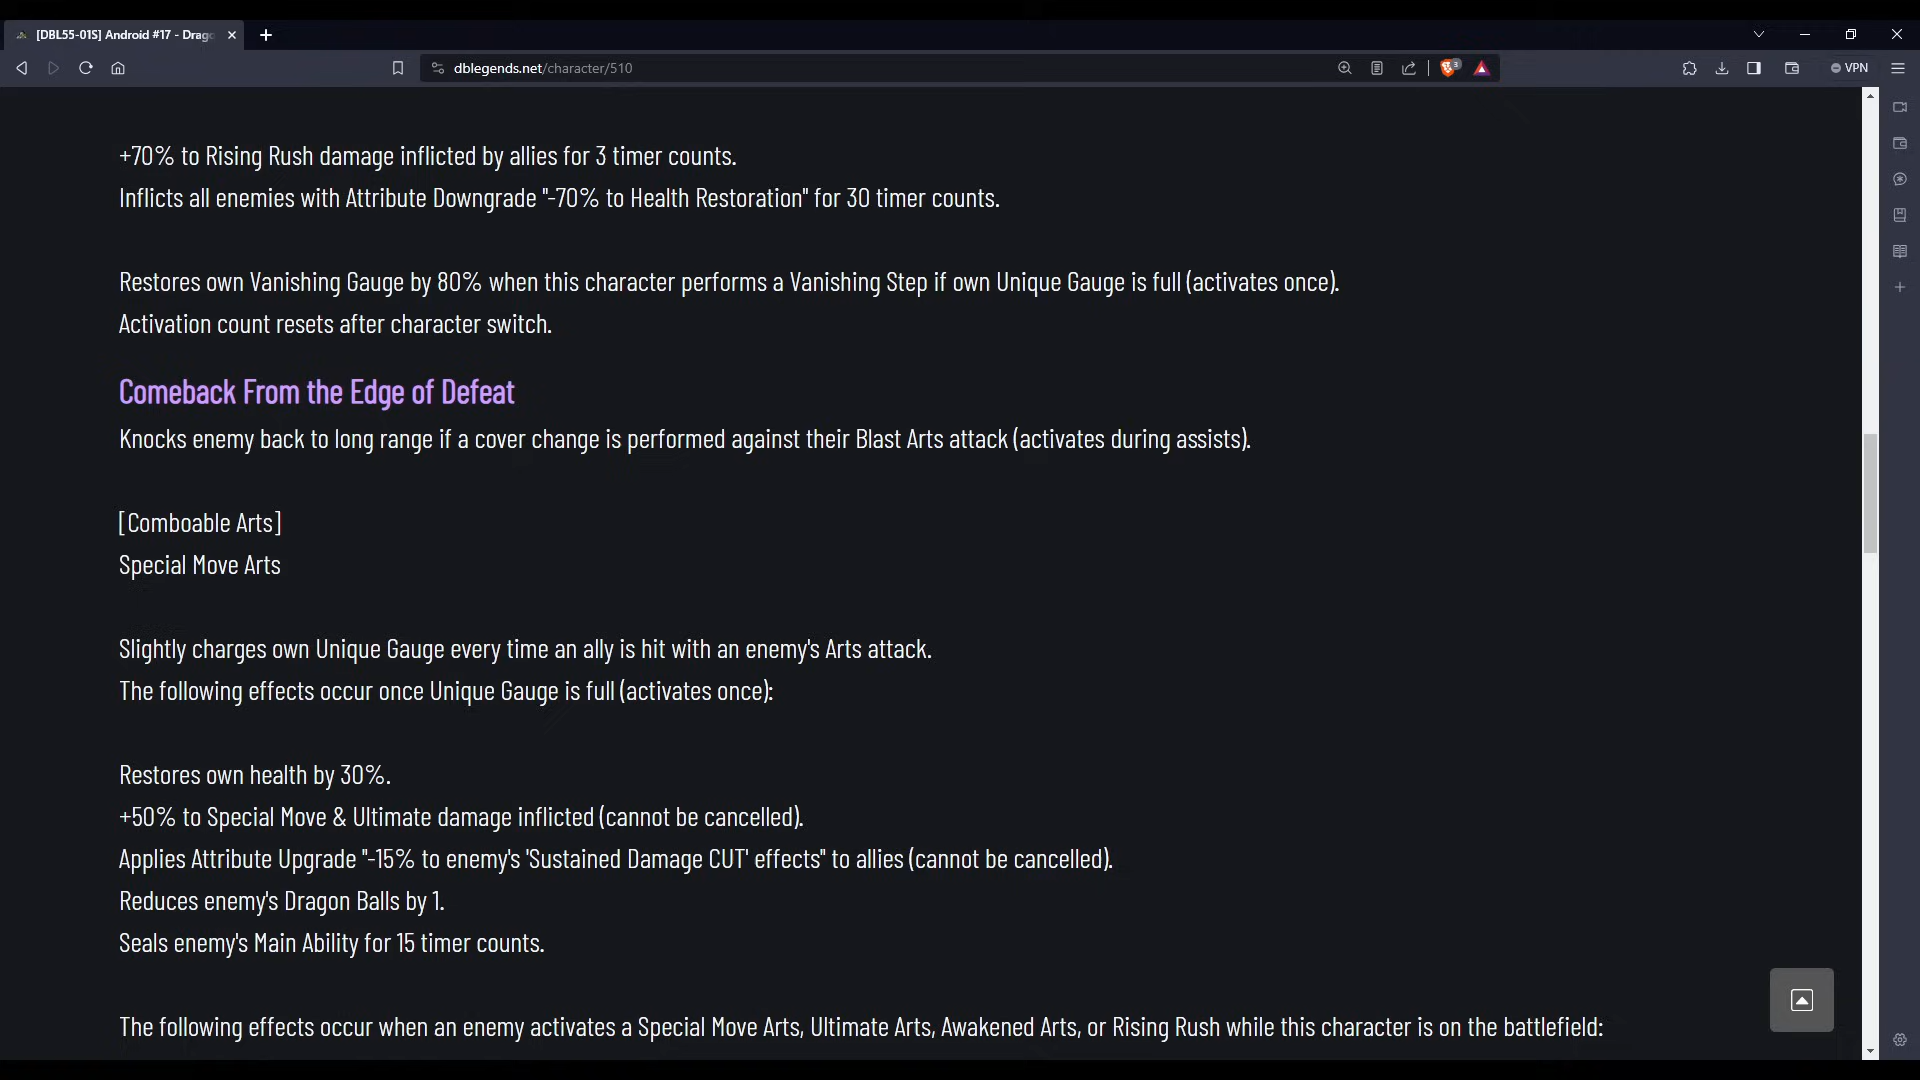 [DBL55-01S] Android #17 - Drag
dblegends.net/character/510
3
VPN
+70% to Rising Rush damage inflicted by allies for 3 timer counts.
Inflicts all enemies with Attribute Downgrade "-70% to Health Restoration" for 30 timer counts.
Restores own Vanishing Gauge by 80% when this character performs a Vanishing Step if own Unique Gauge is full (activates once).
Activation count resets after character switch.
Comeback From the Edge of Defeat
Knocks enemy back to long range if a cover change is performed against their Blast Arts attack (activates during assists).
[Comboable Arts]
Special Move Arts
Slightly charges own Unique Gauge every time an ally is hit with an enemy's Arts attack.
The following effects occur once Unique Gauge is full (activates once):
Restores own health by 30%.
+50% to Special Move & Ultimate damage inflicted (cannot be cancelled).
Applies Attribute Upgrade "-15% to enemy's 'Sustained Damage CUT' effects" to allies (cannot be cancelled).
Reduces enemy's Dragon Balls by 1.
Seals enemy's Main Ability for 15 timer counts.
The following effects occur when an enemy activates a Special Move Arts, Ultimate Arts, Awakened Arts, or Rising Rush while this character is on the battlefield: